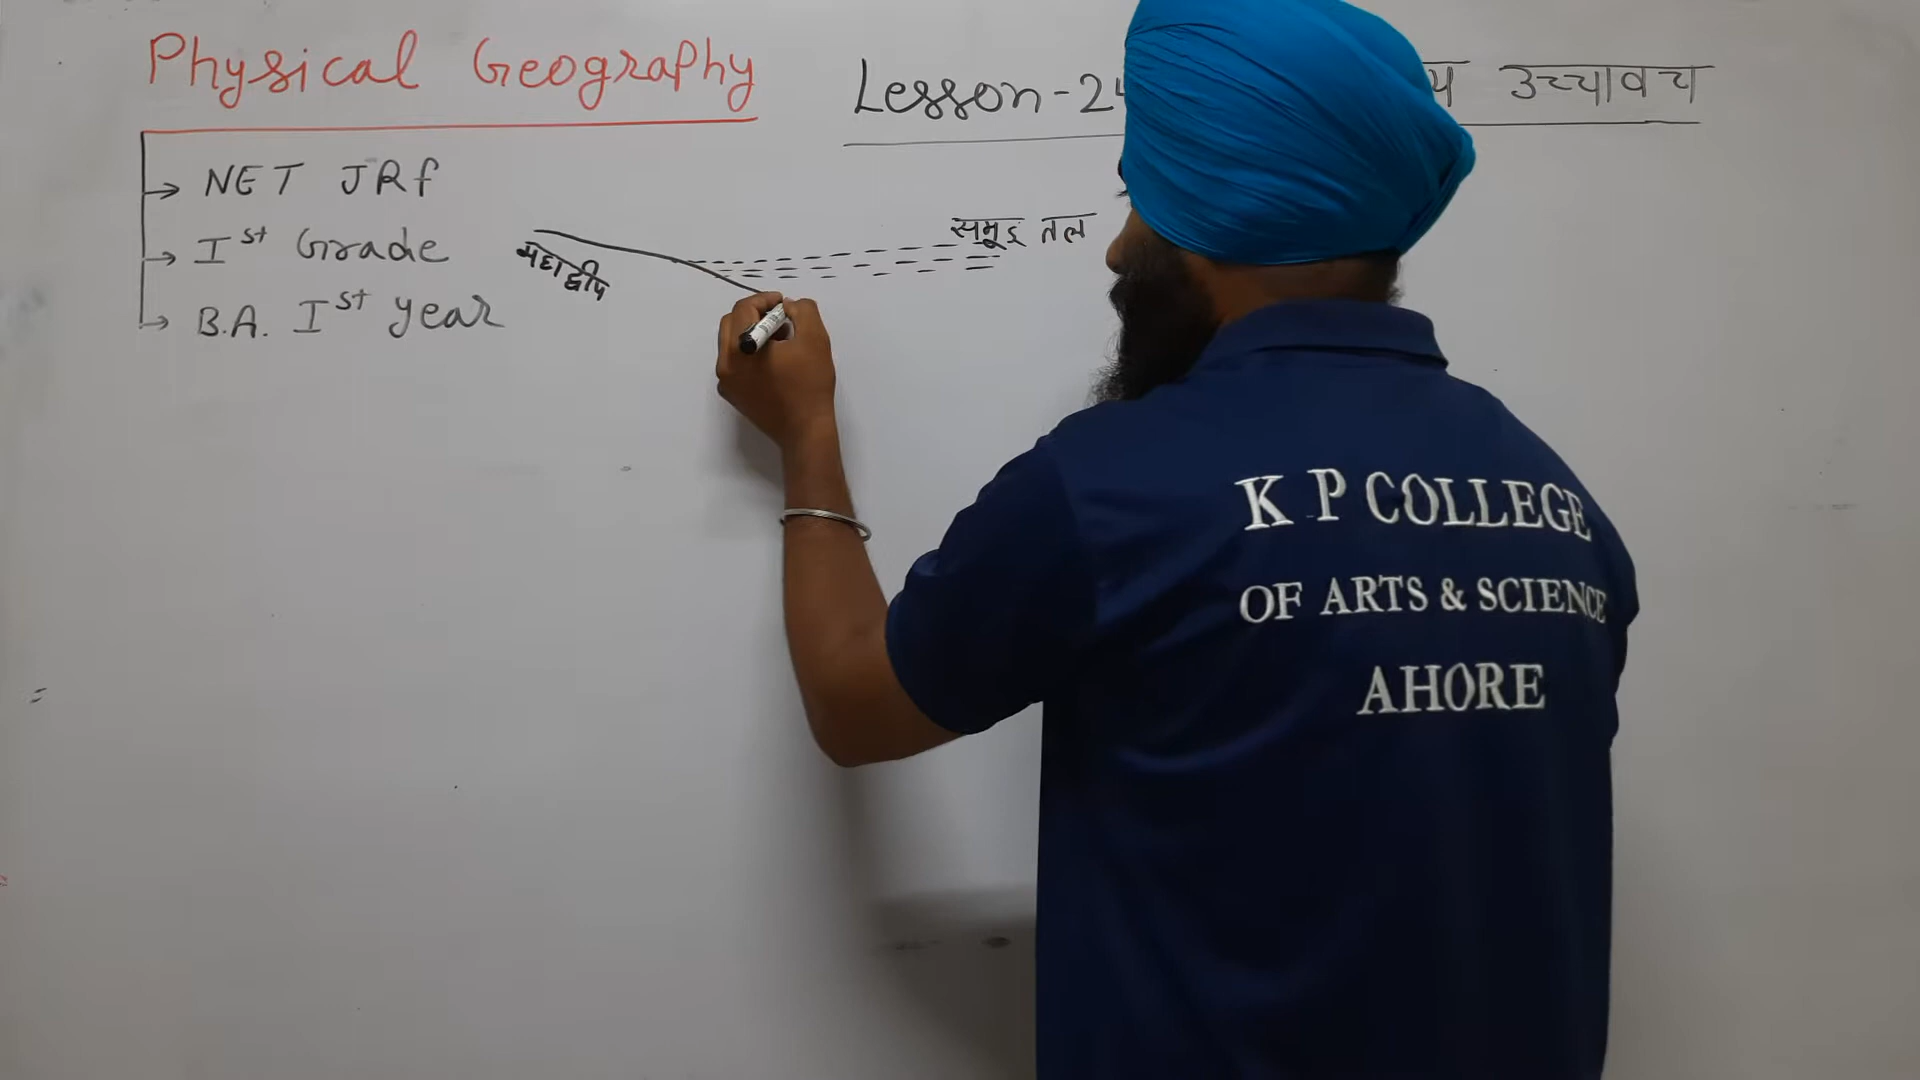 Physical Geography
Lesson-24
य उच्चावच
NET JRf
Ist Grade
B.A. Ist year
महाद्वीप
समुद्र तल
K P COLLEGE
OF ARTS & SCIENCE
AHORE